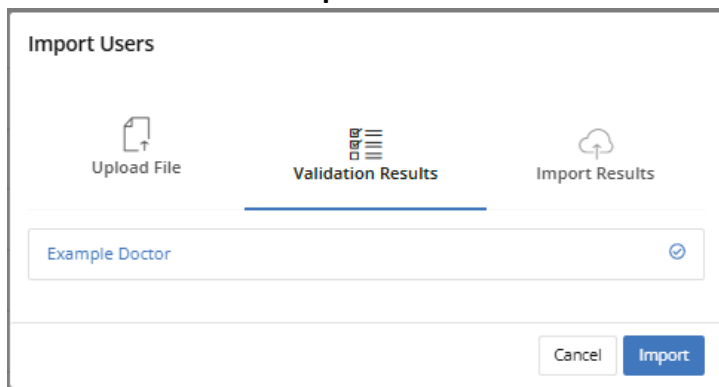 Import Users
Upload File
Validation Results
Import Results
Example Doctor
Cancel
Import